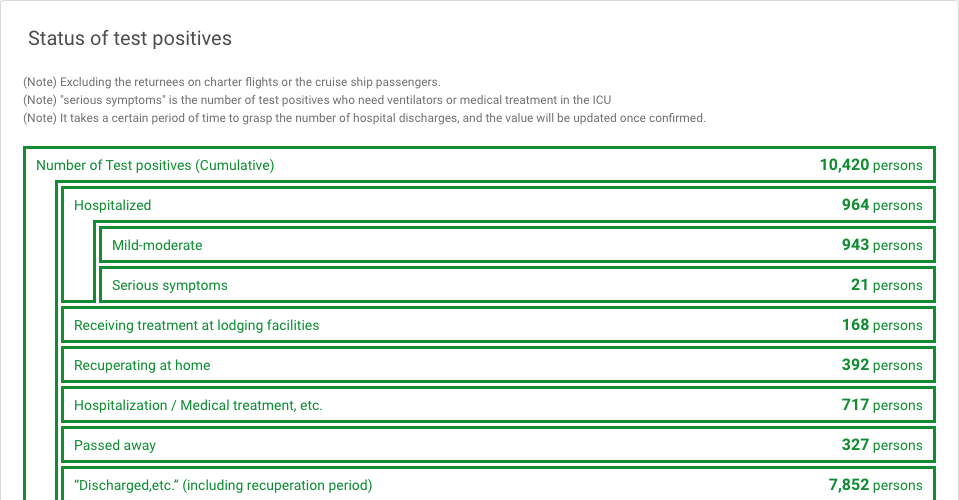 Status of test positives
(Note) Excluding the returnees on charter flights or the cruise ship passengers.
(Note) "serious symptoms" is the number of test positives who need ventilators or medical treatment in the ICU
(Note) It takes a certain period of time to grasp the number of hospital discharges, and the value will be updated once confirmed.
Number of Test positives (Cumulative) 10,420 persons
Hospitalized 964 persons
Mild-moderate 943 persons
Serious symptoms 21 persons
Receiving treatment at lodging facilities 168 persons
Recuperating at home 392 persons
Hospitalization / Medical treatment, etc. 717 persons
Passed away 327 persons
“Discharged,etc.” (including recuperation period) 7,852 persons